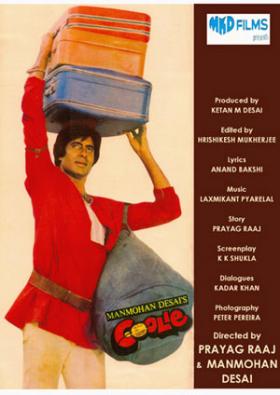 MKD FILMS
presents
Produced by
KETAN M DESAI
Edited by
HRISHIKESH MUKHERJEE
Lyrics
ANAND BAKSHI
Music
LAXMIKANT PYARELAL
Story
PRAYAG RAAJ
Screenplay
K K SHUKLA
Dialogues
KADAR KHAN
Photography
PETER PEREIRA
Directed by
PRAYAG RAAJ
& MANMOHAN
DESAI
MANMOHAN DESAI'S
COOLIE